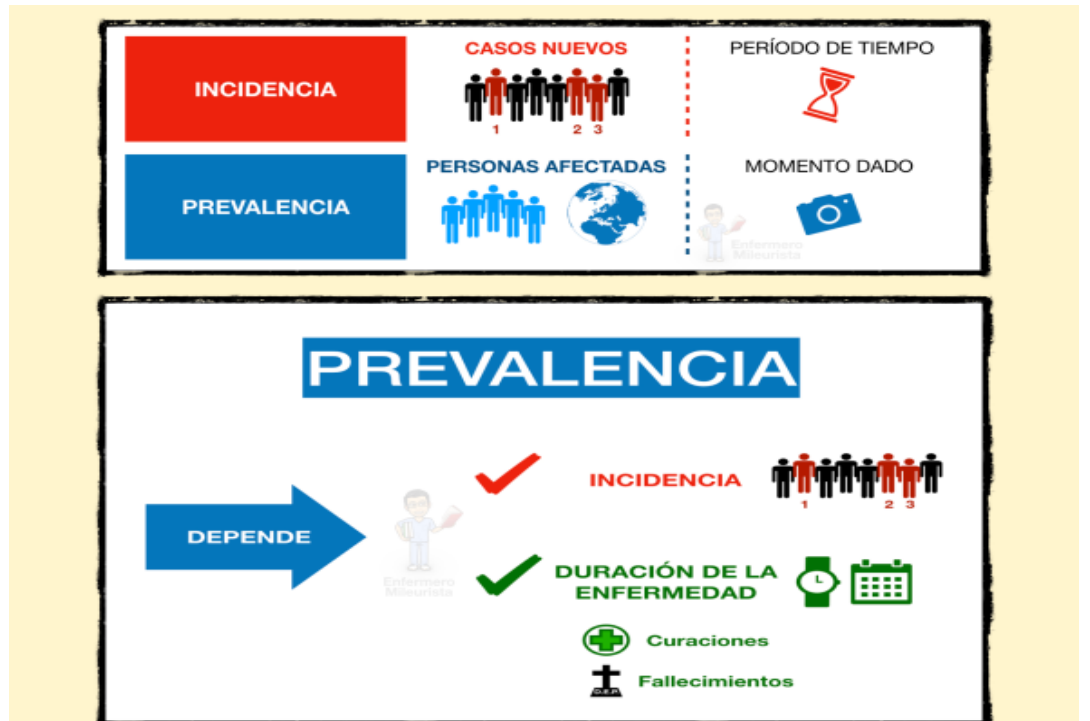 INCIDENCIA
CASOS NUEVOS
1 2 3
PERÍODO DE TIEMPO
PREVALENCIA
PERSONAS AFECTADAS
MOMENTO DADO
Enfermero
Mileurista
PREVALENCIA
DEPENDE
Enfermero
Mileurista
INCIDENCIA
1 2 3
DURACIÓN DE LA
ENFERMEDAD
Curaciones
D.E.P.
Fallecimientos